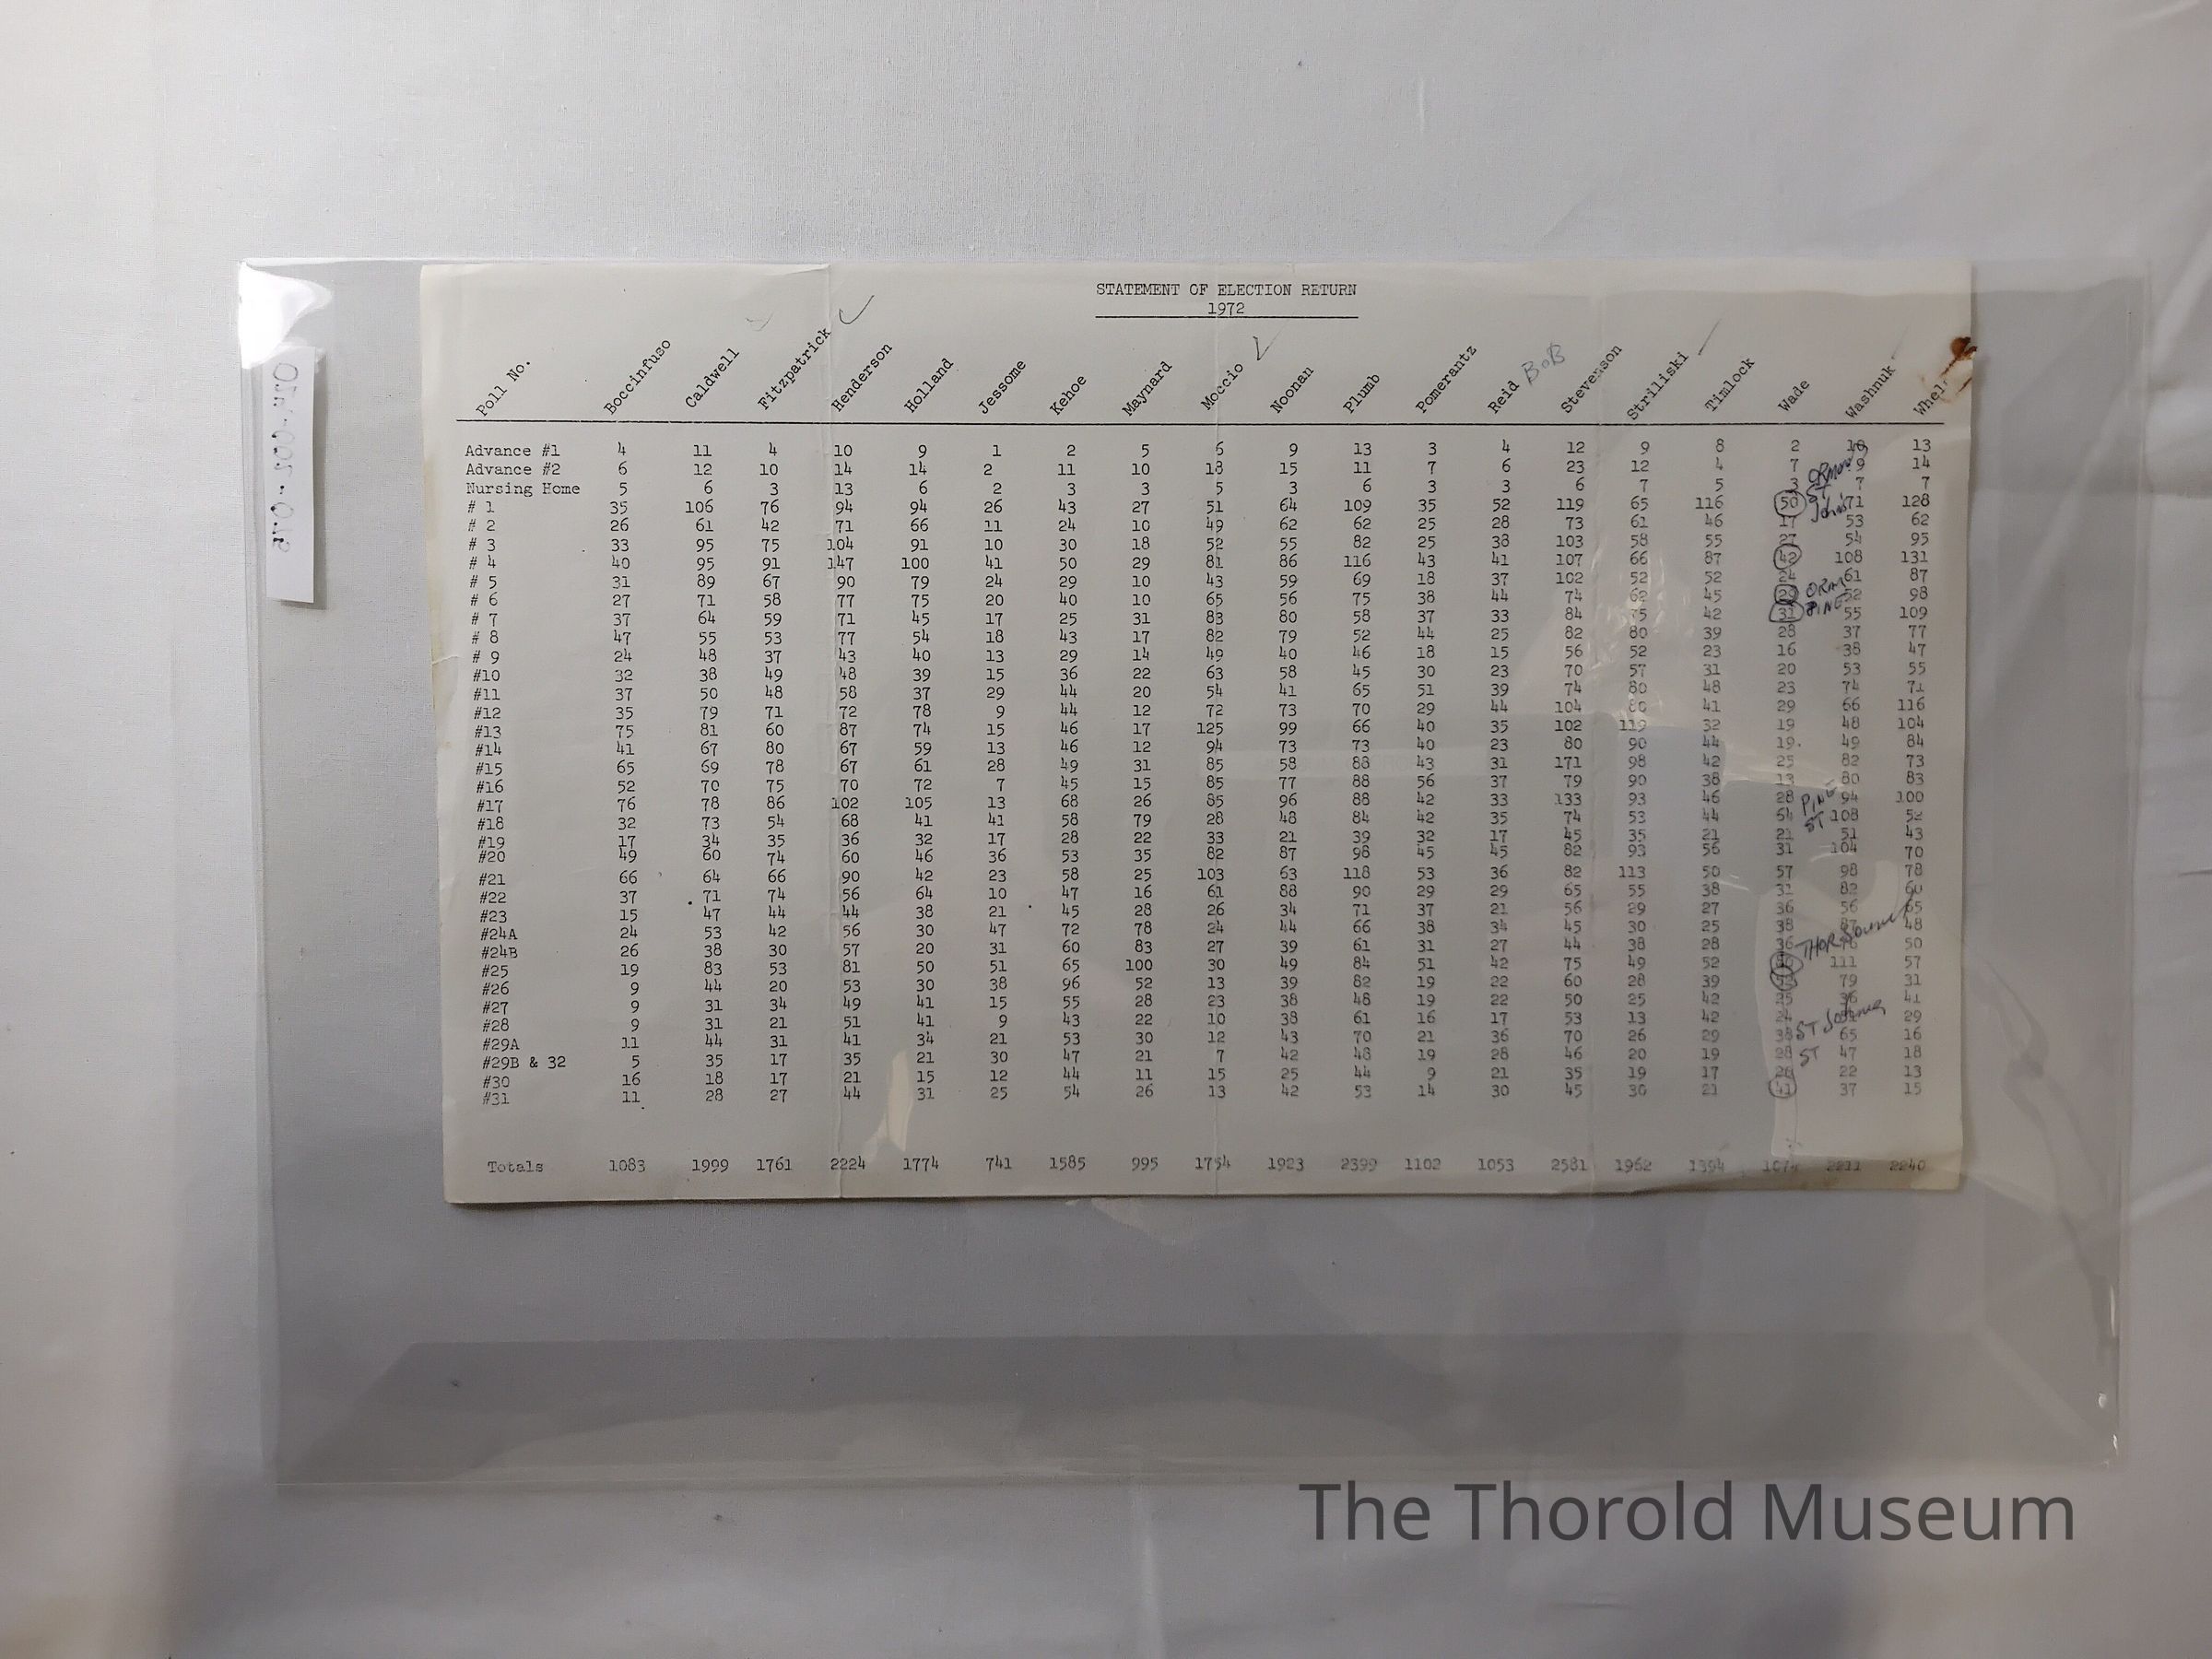 STATEMENT OF ELECTION RETURN
1972
Poll No. Boccinfuso Caldwell Fitzpatrick Henderson Holland Jessome Kehoe Maynard Moccio Noonan Plumb Pomerantz Reid BOB Stevenson Striliski Timlock Wade Washnuk
Advance #1 4 11 4 10 9 1 2 5 6 9 13 3 4 12 9 8 2 13
Advance #2 6 12 10 14 14 2 11 10 18 15 11 7 6 23 12 4 7 9 14
Nursing Home 5 6 3 13 6 2 3 3 5 3 6 3 3 6 7 5 3 7 7
# 1 35 106 76 94 94 26 43 27 51 64 109 35 52 119 65 116 50 ST 71 128
# 2 26 61 42 71 66 11 24 10 49 62 62 25 28 73 61 46 17 53 62
# 3 33 95 75 104 91 10 30 18 52 55 82 25 38 103 58 55 27 54 95
# 4 40 95 91 147 100 41 50 29 81 86 116 43 41 107 66 87 42 108 131
# 5 31 89 67 90 79 24 29 10 43 59 69 18 37 102 52 52 24 61 87
# 6 27 71 58 77 75 20 40 10 65 56 75 38 44 74 62 45 52 98
# 7 37 64 59 71 45 17 25 31 83 80 58 37 33 84 75 42 31 PINE 55 109
# 8 47 55 53 77 54 18 43 17 82 79 52 44 25 82 80 39 28 37 77
# 9 24 48 37 43 40 13 29 14 49 40 46 18 15 56 52 23 16 38 47
#10 32 38 49 48 39 15 36 22 63 58 45 30 23 70 57 31 20 53 55
#11 37 50 48 58 37 29 44 20 54 41 65 51 39 74 80 48 23 74 71
#12 35 79 71 72 78 9 44 12 72 73 70 29 44 104 80 41 29 66 116
#13 75 81 60 87 74 15 46 17 125 99 66 40 35 102 119 32 19 48 104
#14 41 67 80 67 59 13 46 12 94 73 73 40 23 80 90 44 19. 49 84
#15 65 69 78 67 61 28 49 31 85 58 88 43 31 171 98 42 25 82 73
#16 52 70 75 70 72 7 45 15 85 77 88 56 37 79 90 38 13 80 83
#17 76 78 86 102 105 13 68 26 85 96 88 42 33 133 93 46 28 PINE 94 100
#18 32 73 54 68 41 41 58 79 28 48 84 42 35 74 53 44 54 ST 108 52
#19 17 34 35 36 32 17 28 22 33 21 39 32 17 45 35 21 21 51 43
#20 49 60 74 60 46 36 53 35 82 87 98 45 45 82 93 56 31 104 70
#21 66 64 66 90 42 23 58 25 103 63 118 53 36 82 113 50 57 98 78
#22 37 71 74 56 64 10 47 16 61 88 90 29 29 65 55 38 31 82 60
#23 15 47 44 44 38 21 45 28 26 34 71 37 21 56 29 27 36 56 65
#24A 24 53 42 56 30 47 72 78 24 44 66 38 34 45 30 25 38 87 48
#24B 26 38 30 57 20 31 60 83 27 39 61 31 27 44 38 28 36 THOR 50
#25 19 83 53 81 50 51 65 100 30 49 84 51 42 75 49 52 111 57
#26 9 44 20 53 30 38 96 52 13 39 82 19 22 60 28 39 79 31
#27 9 31 34 49 41 15 55 28 23 38 48 19 22 50 25 42 25 36 41
#28 9 31 21 51 41 9 43 22 10 38 61 16 17 53 13 42 24 29
#29A 11 44 31 41 34 21 53 30 12 43 70 21 36 70 26 29 38 ST 65 16
#29B & 32 5 35 17 35 21 30 47 21 7 42 48 19 28 46 20 19 28 ST 47 18
#30 16 18 17 21 15 12 44 11 15 25 44 9 21 35 19 17 26 22 13
#31 11 28 27 44 31 25 54 26 13 42 53 14 30 45 30 21 41 37 15
Totals 1083 1999 1761 2224 1774 741 1585 995 1754 1923 2399 1102 1053 2581 1962 1394 2211 2240
The Thorold Museum